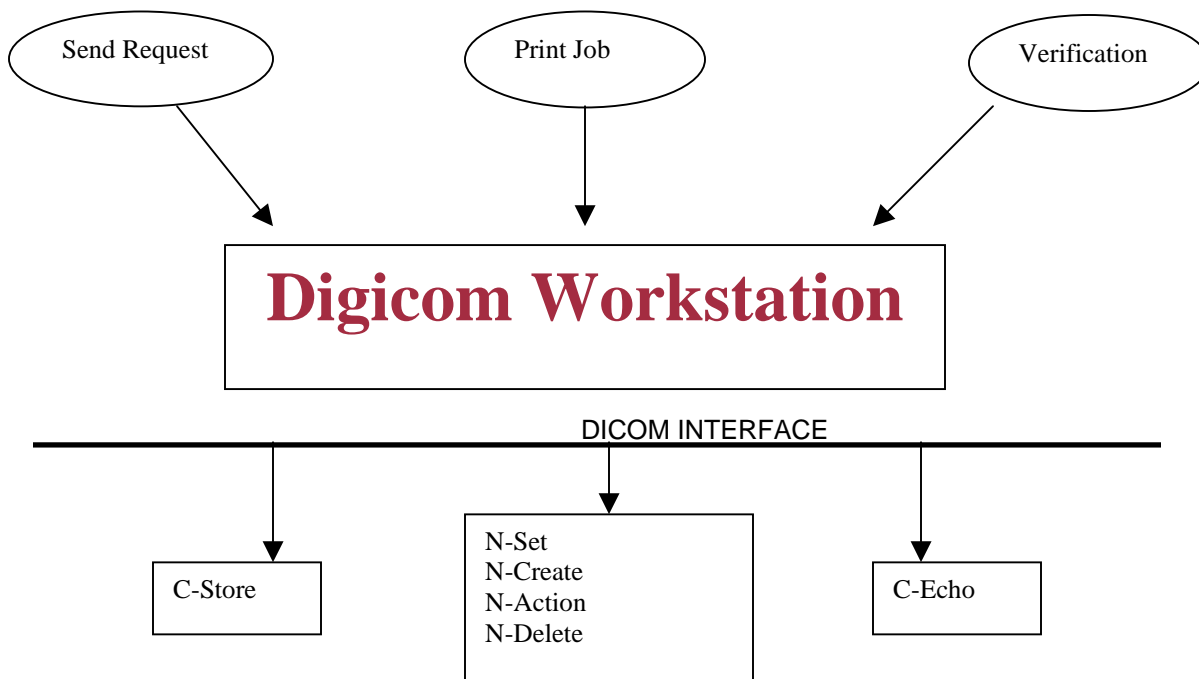 Send Request
Print Job
Verification
Digicom Workstation
DICOM INTERFACE
N-Set
N-Create
N-Action
N-Delete
C-Store
C-Echo